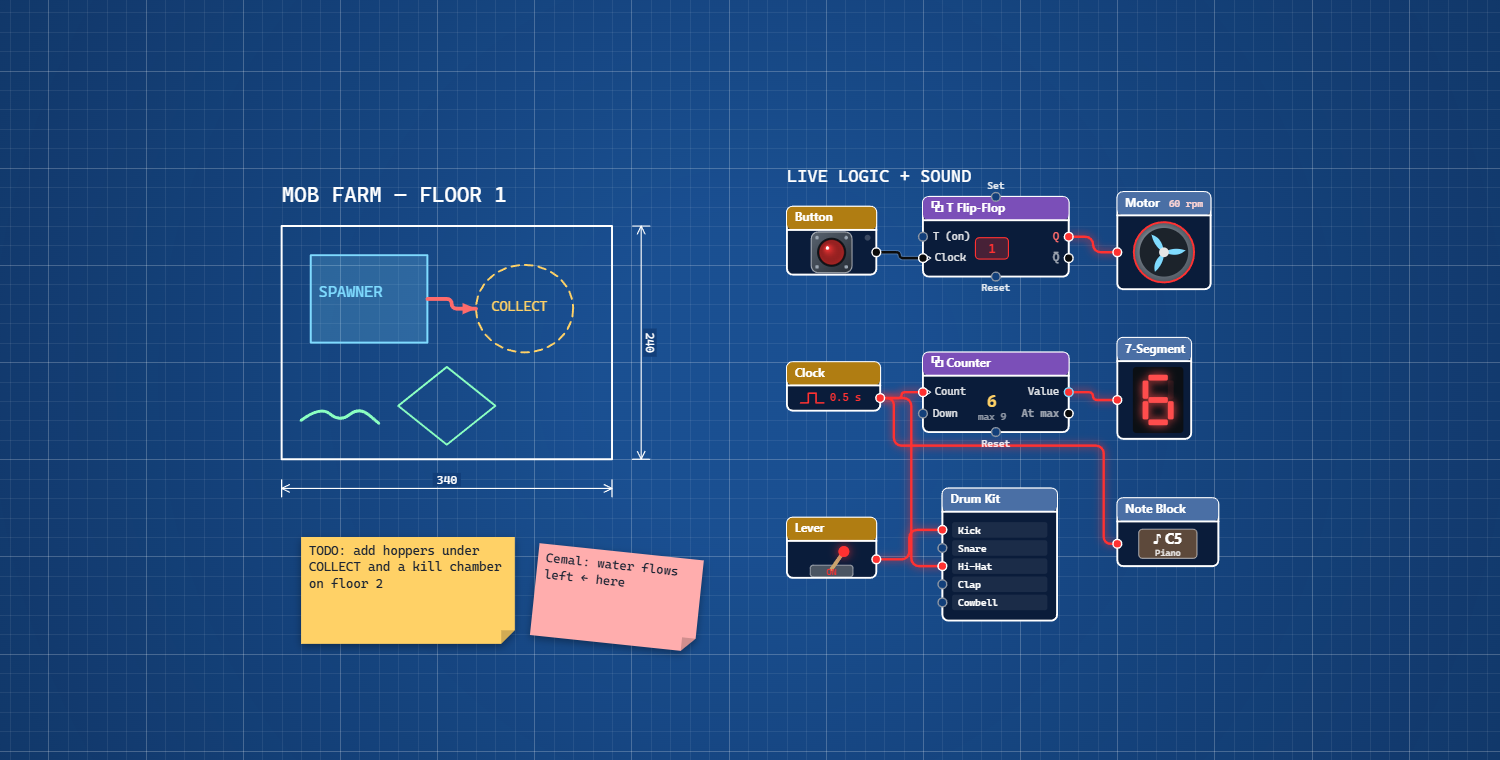 MOB FARM — FLOOR 1
SPAWNER
COLLECT
240
340
TODO: add hoppers under
COLLECT and a kill chamber
on floor 2
Cemal: water flows
left ← here
LIVE LOGIC + SOUND
Button
Set
T Flip-Flop
T (on)
Clock
1
Q
Q̄
Reset
Motor 60 rpm
Clock
0.5 s
Counter
Count
Down
6
max 9
Value
At max
Reset
7-Segment
6
Lever
Drum Kit
Kick
Snare
Hi-Hat
Clap
Cowbell
Note Block
♪ C5
Piano